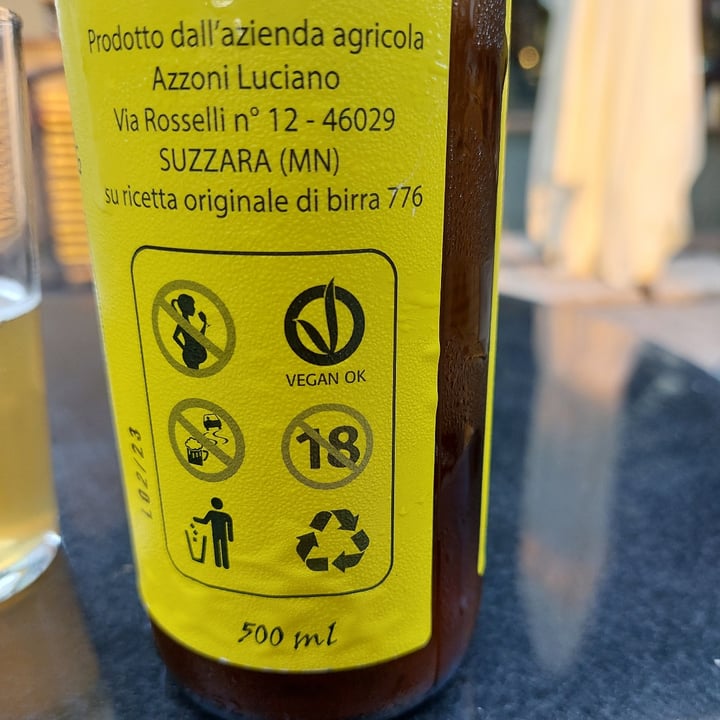 Prodotto dall'azienda agricola
Azzoni Luciano
Via Rosselli n° 12 - 46029
SUZZARA (MN)
su ricetta originale di birra 776
VEGAN OK
18
L02/23
500 ml